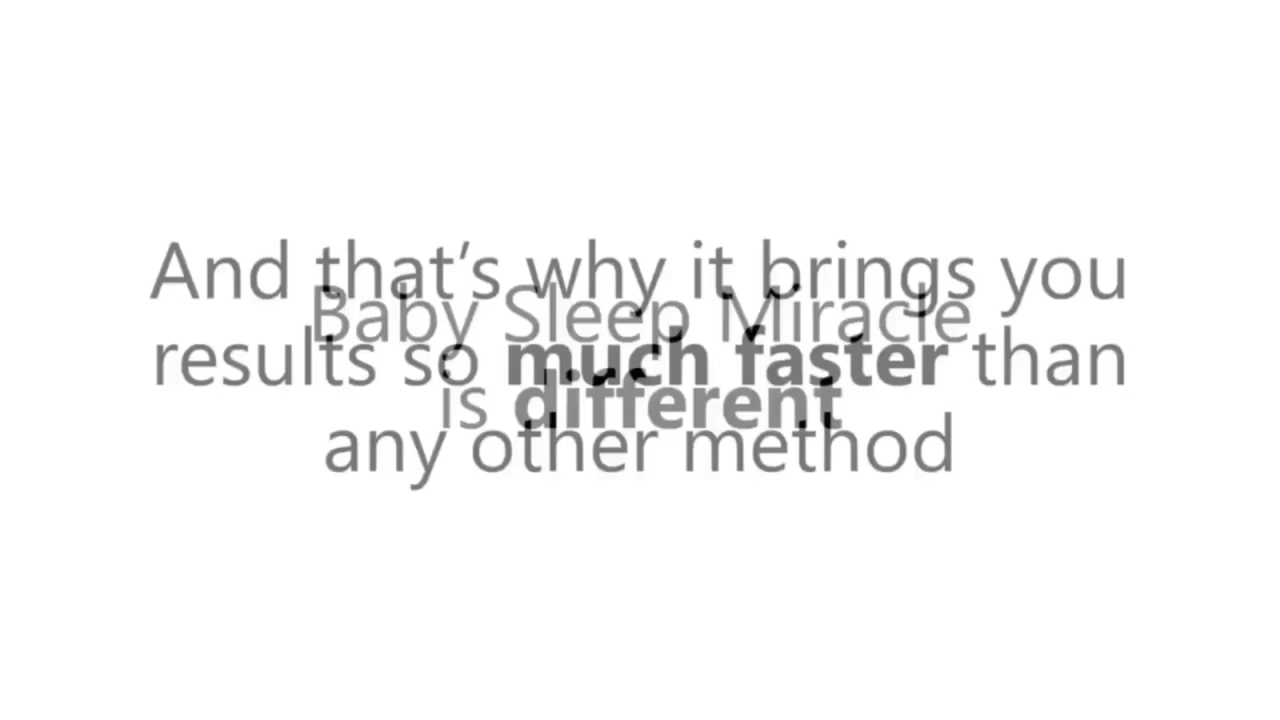 And that's why it brings you
Baby Sleep Miracle
results so much faster than
is different
any other method